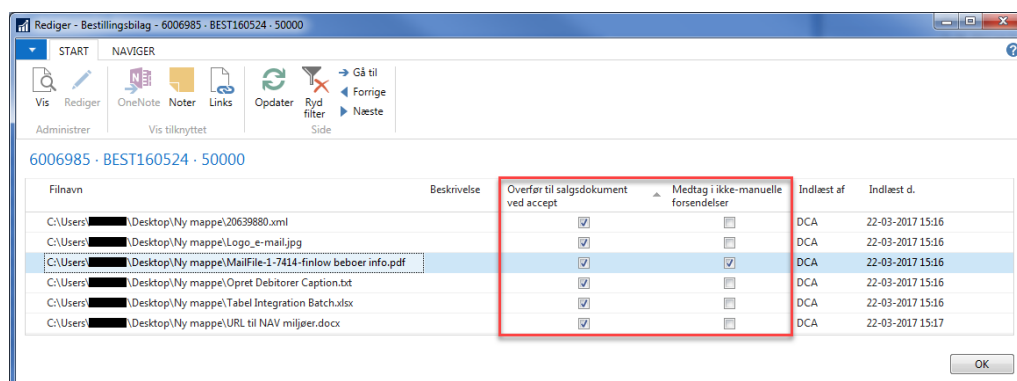 Rediger - Bestillingsbilag - 6006985 · BEST160524 · 50000
START NAVIGER
Vis Rediger OneNote Noter Links Opdater Ryd filter
Gå til
Forrige
Næste
Administrer Vis tilknyttet Side
6006985 · BEST160524 · 50000
Filnavn Beskrivelse Overfør til salgsdokument ved accept Medtag i ikke-manuelle forsendelser Indlæst af Indlæst d.
C:\Users\ \Desktop\Ny mappe\20639880.xml DCA 22-03-2017 15:16
C:\Users\ \Desktop\Ny mappe\Logo_e-mail.jpg DCA 22-03-2017 15:16
C:\Users\ \Desktop\Ny mappe\MailFile-1-7414-finlow beboer info.pdf DCA 22-03-2017 15:16
C:\Users\ \Desktop\Ny mappe\Opret Debitorer Caption.txt DCA 22-03-2017 15:16
C:\Users\ \Desktop\Ny mappe\Tabel Integration Batch.xlsx DCA 22-03-2017 15:16
C:\Users\ \Desktop\Ny mappe\URL til NAV miljøer.docx DCA 22-03-2017 15:17
OK